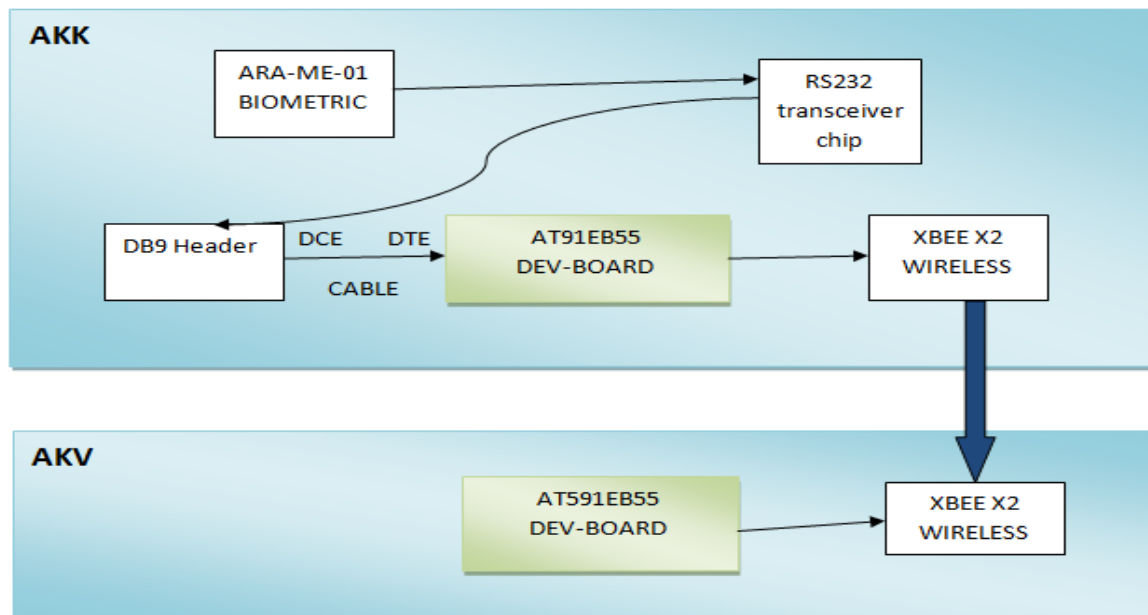 AKK
ARA-ME-01
BIOMETRIC
RS232
transceiver
chip
DB9 Header
DCE
DTE
CABLE
AT91EB55
DEV-BOARD
XBEE X2
WIRELESS
AKV
AT591EB55
DEV-BOARD
XBEE X2
WIRELESS